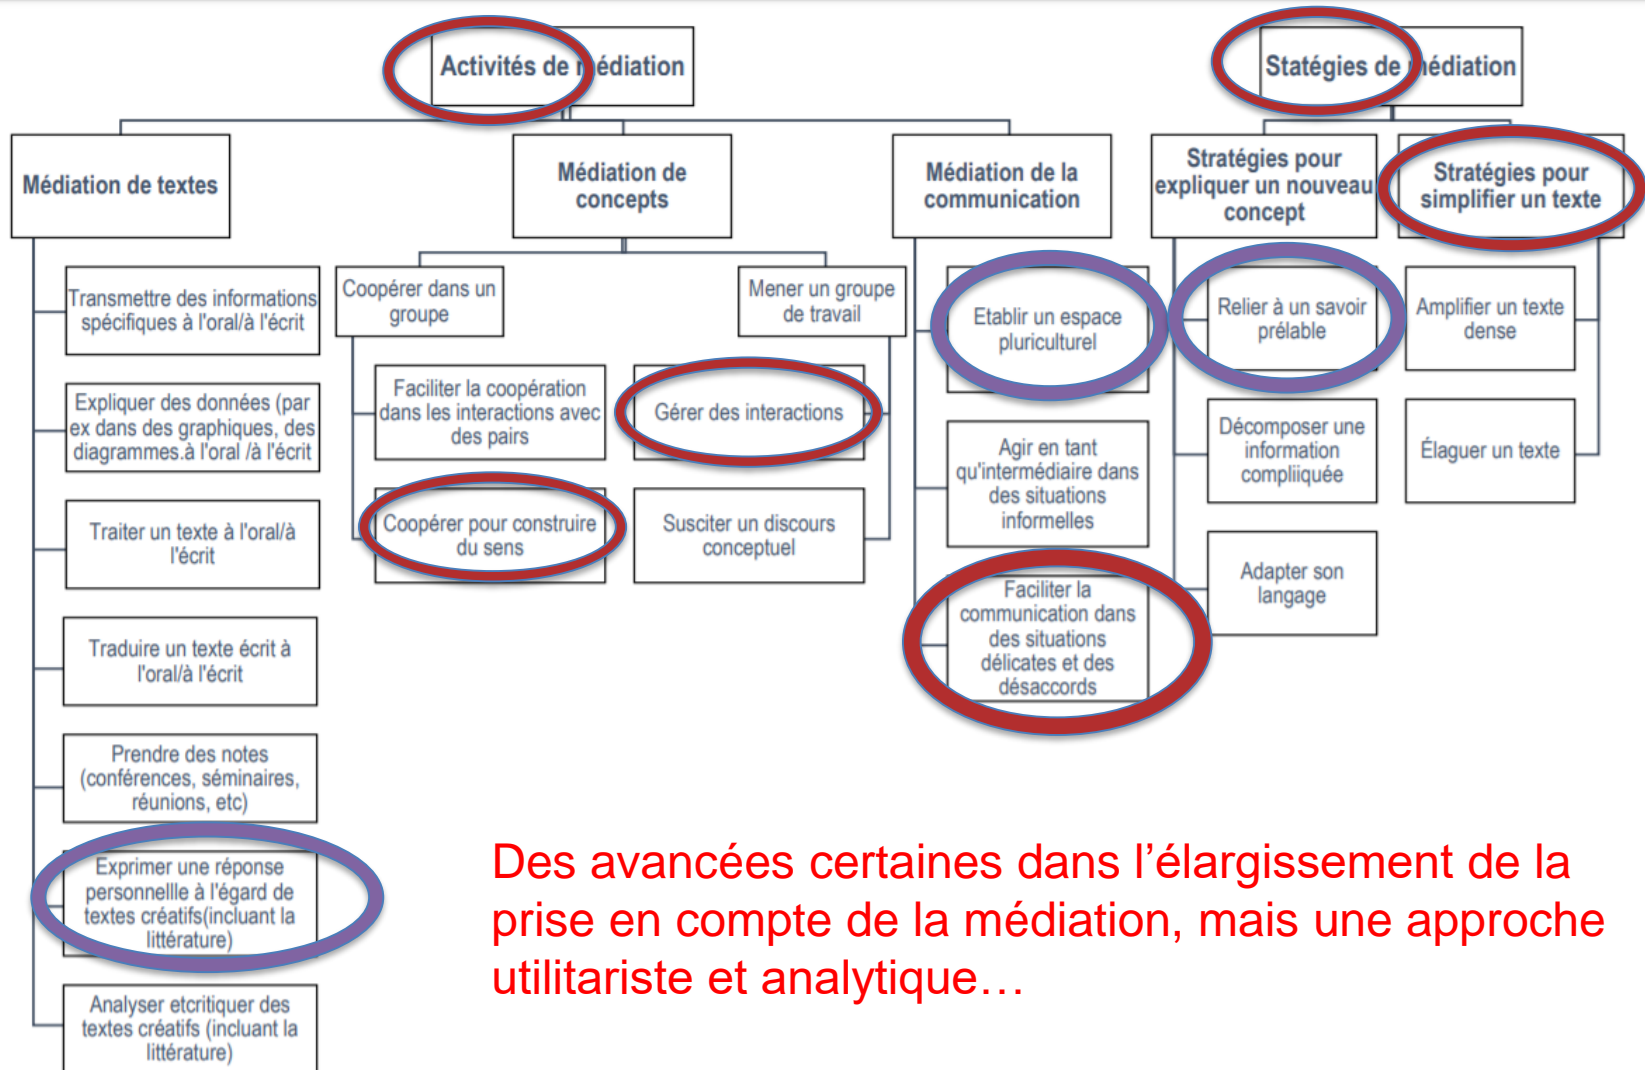 Activités de médiation
Statégies de médiation
Médiation de textes
Médiation de
concepts
Médiation de la
communication
Stratégies pour
expliquer un nouveau
concept
Stratégies pour
simplifier un texte
Transmettre des informations
spécifiques à l'oral/à l'écrit
Expliquer des données (par
ex dans des graphiques, des
diagrammes.à l'oral /à l'écrit
Traiter un texte à l'oral/à
l'écrit
Traduire un texte écrit à
l'oral/à l'écrit
Prendre des notes
(conférences, séminaires,
réunions, etc)
Exprimer une réponse
personnellle à l'égard de
textes créatifs(incluant la
littérature)
Analyser etcritiquer des
textes créatifs (incluant la
littérature)
Coopérer dans un
groupe
Faciliter la coopération
dans les interactions avec
des pairs
Coopérer pour construire
du sens
Mener un groupe
de travail
Gérer des interactions
Susciter un discours
conceptuel
Etablir un espace
pluriculturel
Agir en tant
qu'intermédiaire dans
des situations
informelles
Faciliter la
communication dans
des situations
délicates et des
désaccords
Relier à un savoir
prélable
Décomposer une
information
compliiquée
Adapter son
langage
Amplifier un texte
dense
Élaguer un texte
Des avancées certaines dans l’élargissement de la
prise en compte de la médiation, mais une approche
utilitariste et analytique…